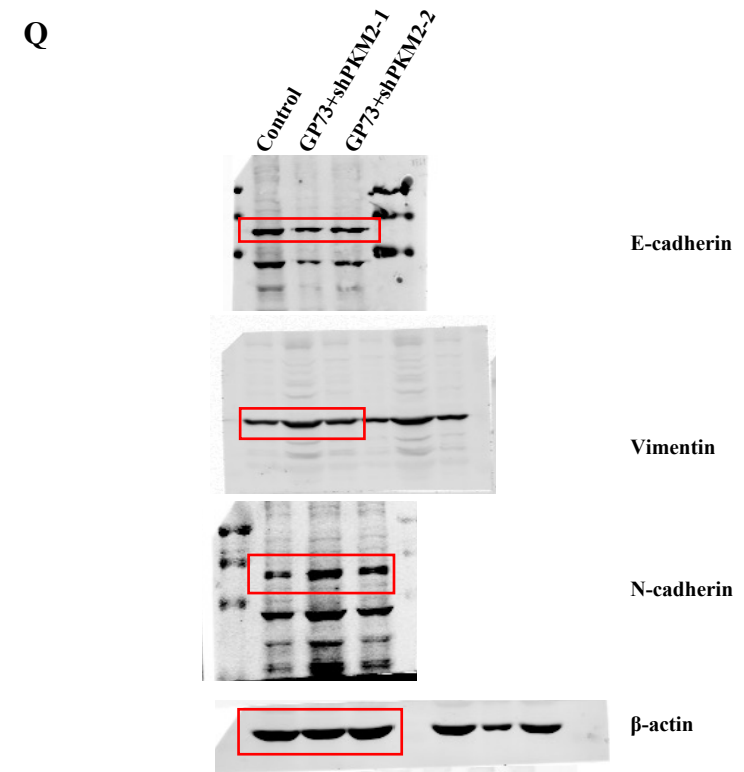 Q
Control
GP73+shPKM2-1
GP73+shPKM2-2
E-cadherin
Vimentin
N-cadherin
β-actin